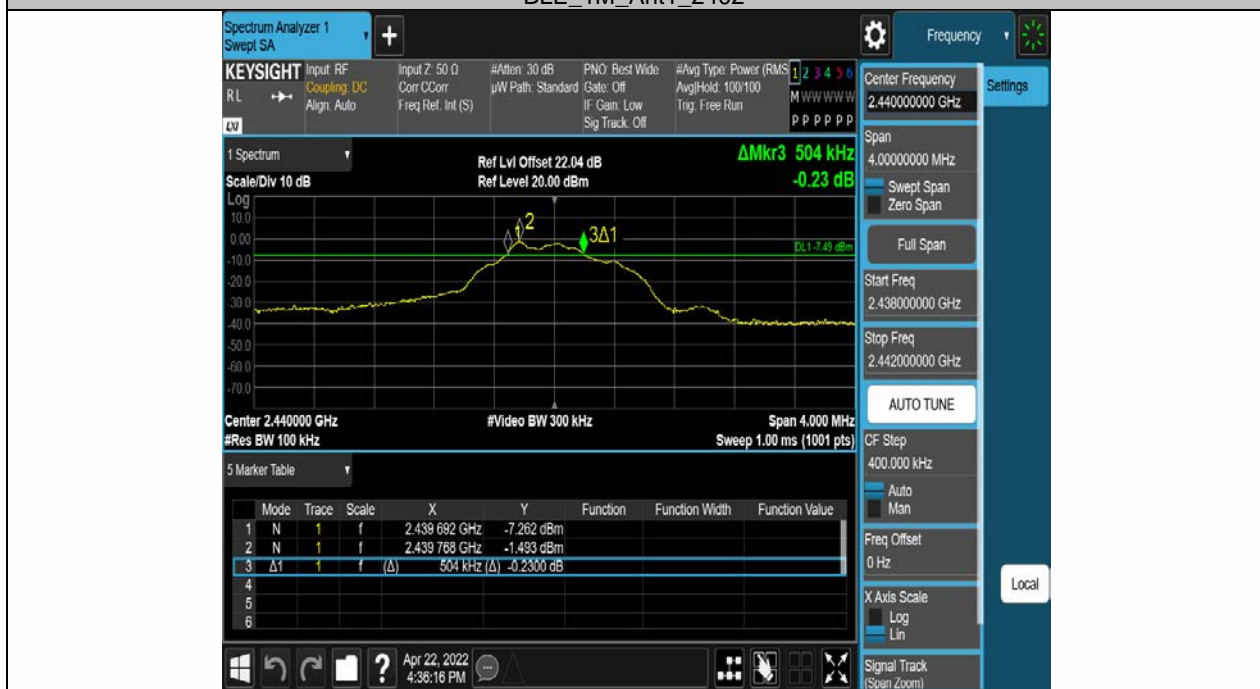 Spectrum Analyzer 1
Swept SA
+
Frequency
KEYSIGHT
RL
LXI
Input: RF
Coupling: DC
Align: Auto
Input Z: 50 Ω
Corr CCorr
Freq Ref: Int (S)
#Atten: 30 dB
µW Path: Standard
PNO: Best Wide
Gate: Off
IF Gain: Low
Sig Track: Off
#Avg Type: Power (RMS
Avg|Hold: 100/100
Trig: Free Run
1 2 3 4 5 6
M W W W W W
P P P P P P
Center Frequency
2.440000000 GHz
Settings
Span
4.00000000 MHz
Swept Span
Zero Span
Full Span
Start Freq
2.438000000 GHz
Stop Freq
2.442000000 GHz
AUTO TUNE
CF Step
400.000 kHz
Auto
Man
Freq Offset
0 Hz
X Axis Scale
Log
Lin
Signal Track
(Span Zoom)
Local
1 Spectrum
Scale/Div 10 dB
Ref Lvl Offset 22.04 dB
Ref Level 20.00 dBm
ΔMkr3 504 kHz
-0.23 dB
Log
10.0
0.00
-10.0
-20.0
-30.0
-40.0
-50.0
-60.0
-70.0
2
3Δ1
DL1 -7.49 dBm
Center 2.440000 GHz
#Video BW 300 kHz
Span 4.000 MHz
#Res BW 100 kHz
Sweep 1.00 ms (1001 pts)
5 Marker Table
Mode Trace Scale X Y Function Function Width Function Value
1 N 1 f 2.439 692 GHz -7.262 dBm
2 N 1 f 2.439 768 GHz -1.493 dBm
3 Δ1 1 f (Δ) 504 kHz (Δ) -0.2300 dB
4
5
6
?
Apr 22, 2022
4:36:16 PM